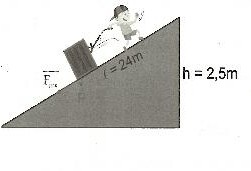 ℓ = 24m
h = 2,5m